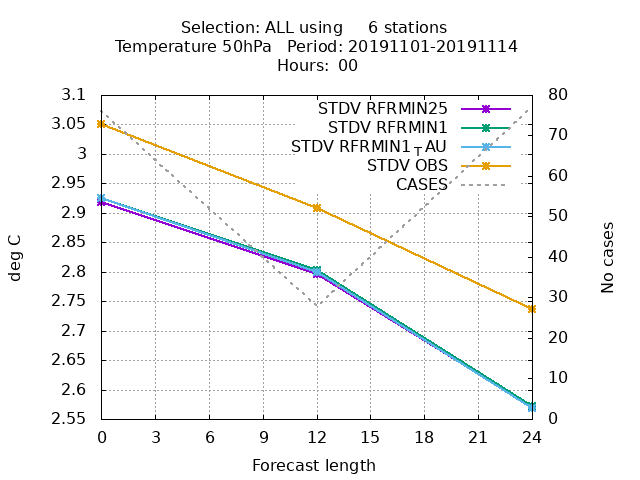 Selection: ALL using     6 stations
Temperature 50hPa   Period: 20191101-20191114
Hours: 00
STDV RFRMIN25
STDV RFRMIN1
STDV RFRMIN1TAU
STDV OBS
CASES
3.1
3.05
3
2.95
2.9
2.85
2.8
2.75
2.7
2.65
2.6
2.55
deg C
80
70
60
50
40
30
20
10
0
No cases
0 3 6 9 12 15 18 21 24
Forecast length